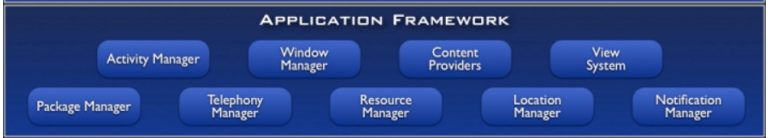 APPLICATION FRAMEWORK
Activity Manager
Window
Manager
Content
Providers
View
System
Package Manager
Telephony
Manager
Resource
Manager
Location
Manager
Notification
Manager